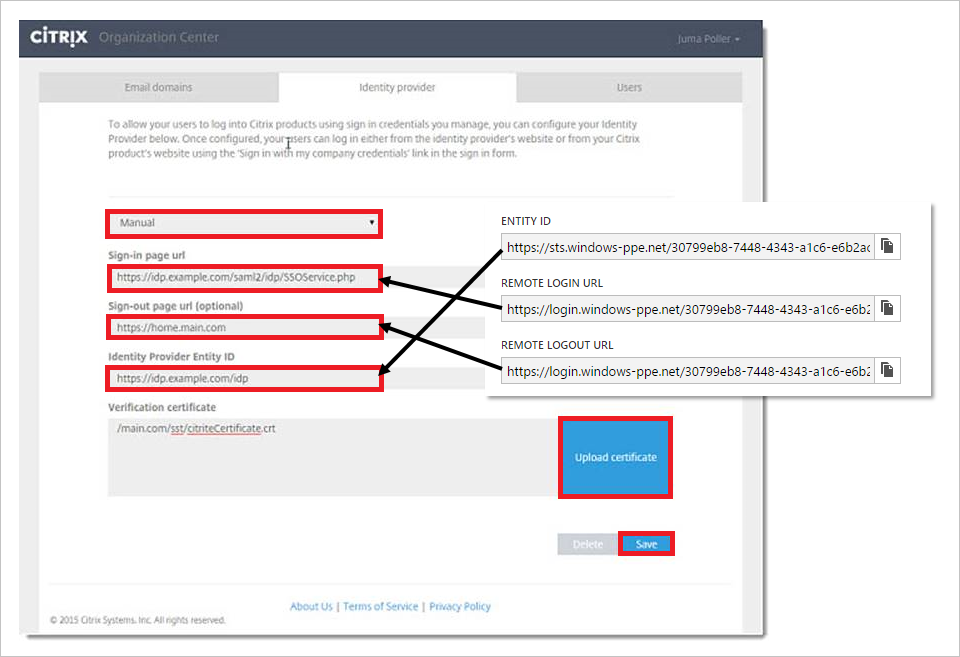 CiTRIX Organization Center
Juma Poller
Email domains
Identity provider
Users
To allow your users to log into Citrix products using sign in credentials you manage, you can configure your Identity
Provider below. Once configured, your users can log in either from the identity provider's website or from your Citrix
product's website using the 'Sign in with my company credentials' link in the sign in form.
Manual
Sign-in page url
https://idp.example.com/saml2/idp/SSOService.php
Sign-out page url (optional)
https://home.main.com
Identity Provider Entity ID
https://idp.example.com/idp
ENTITY ID
https://sts.windows-ppe.net/30799eb8-7448-4343-a1c6-e6b2ac
REMOTE LOGIN URL
https://login.windows-ppe.net/30799eb8-7448-4343-a1c6-e6b2
REMOTE LOGOUT URL
https://login.windows-ppe.net/30799eb8-7448-4343-a1c6-e6b2
Verification certificate
/main.com/sst/citriteCertificate.crt
Upload certificate
Delete
Save
About Us | Terms of Service | Privacy Policy
© 2015 Citrix Systems, Inc. All rights reserved.